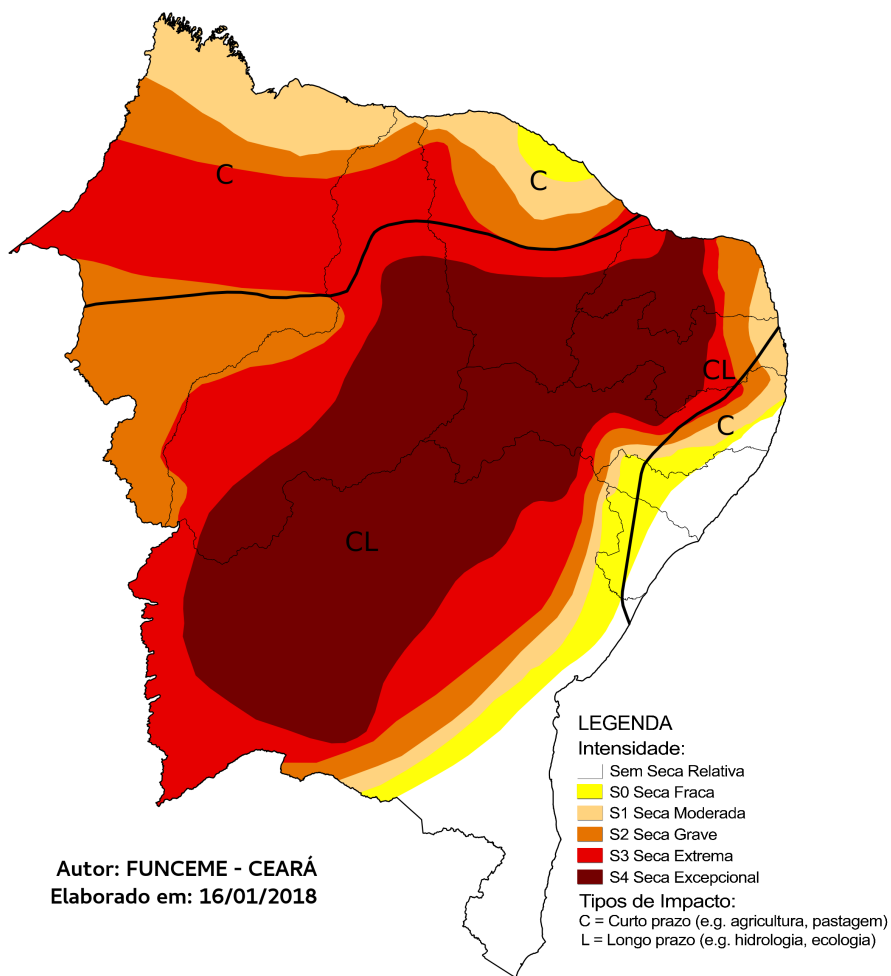 C
C
CL
C
CL
LEGENDA
Intensidade:
Sem Seca Relativa
S0 Seca Fraca
S1 Seca Moderada
S2 Seca Grave
S3 Seca Extrema
S4 Seca Excepcional
Tipos de Impacto:
C = Curto prazo (e.g. agricultura, pastagem)
L = Longo prazo (e.g. hidrologia, ecologia)
Autor: FUNCEME - CEARÁ
Elaborado em: 16/01/2018